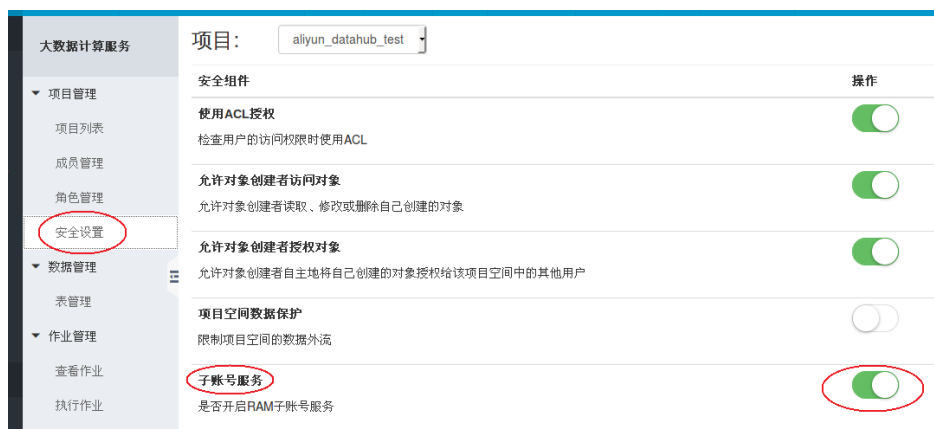 大数据计算服务
项目管理
项目列表
成员管理
角色管理
安全设置
数据管理
表管理
作业管理
查看作业
执行作业
项目: aliyun_datahub_test
安全组件 操作
使用ACL授权
检查用户的访问权限时使用ACL
允许对象创建者访问对象
允许对象创建者读取、修改或删除自己创建的对象
允许对象创建者授权对象
允许对象创建者自主地将自己创建的对象授权给该项目空间中的其他用户
项目空间数据保护
限制项目空间的数据外流
子账号服务
是否开启RAM子账号服务